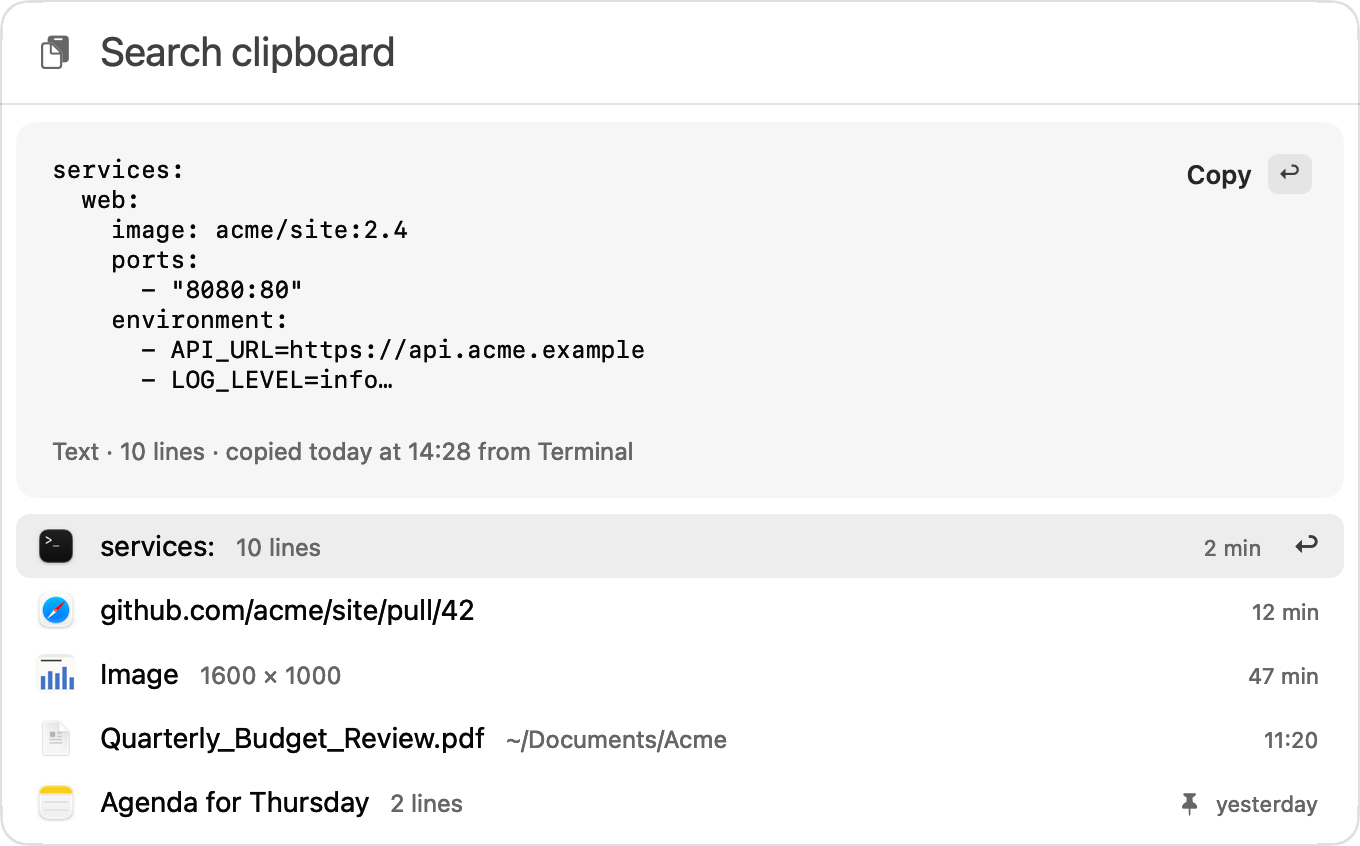 Search clipboard
services:
  web:
    image: acme/site:2.4
    ports:
      - "8080:80"
    environment:
      - API_URL=https://api.acme.example
      - LOG_LEVEL=info…
Copy ↩
Text · 10 lines · copied today at 14:28 from Terminal
services: 10 lines 2 min ↩
github.com/acme/site/pull/42 12 min
Image 1600 × 1000 47 min
Quarterly_Budget_Review.pdf ~/Documents/Acme 11:20
Agenda for Thursday 2 lines yesterday